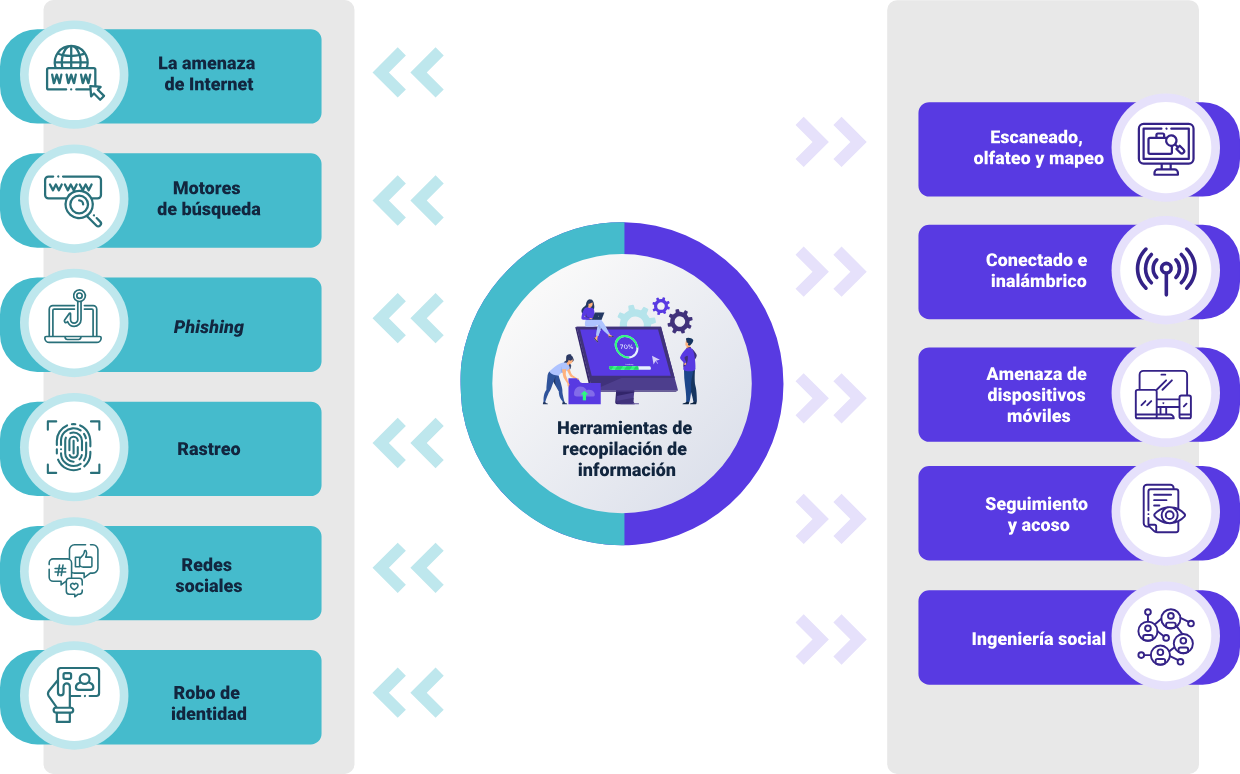 La amenaza
de Internet
Motores
de búsqueda
Phishing
Rastreo
Redes
sociales
Robo de
identidad
WWW
WWW
#
70%
Herramientas de
recopilación de
información
Escaneado,
olfateo y mapeo
Conectado e
inalámbrico
Amenaza de
dispositivos
móviles
Seguimiento
y acoso
Ingeniería social